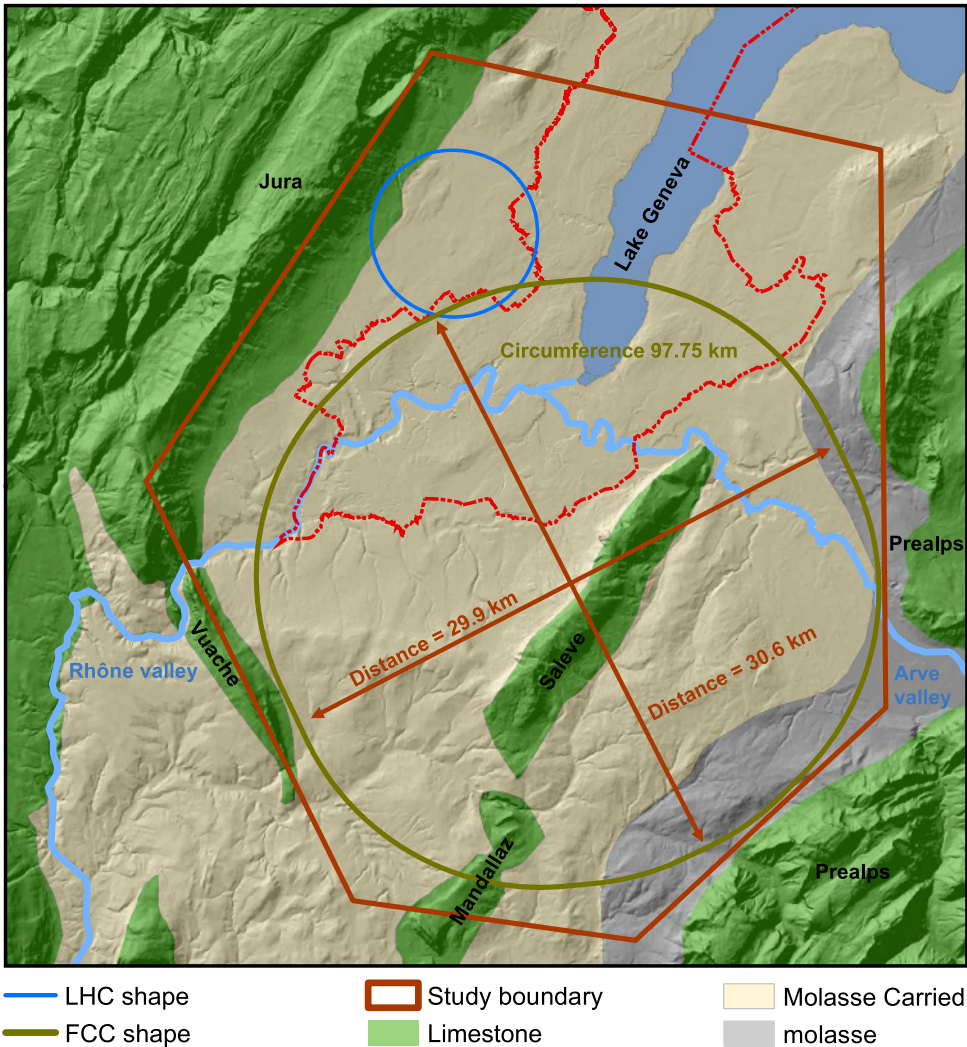 Jura
Lake Geneva
Circumference 97.75 km
Prealps
Vuache
Distance = 29.9 km
Rhône valley
Saleve
Distance = 30.6 km
Arve
valley
Mandallaz
Prealps
LHC shape
Study boundary
Molasse Carried
FCC shape
Limestone
molasse